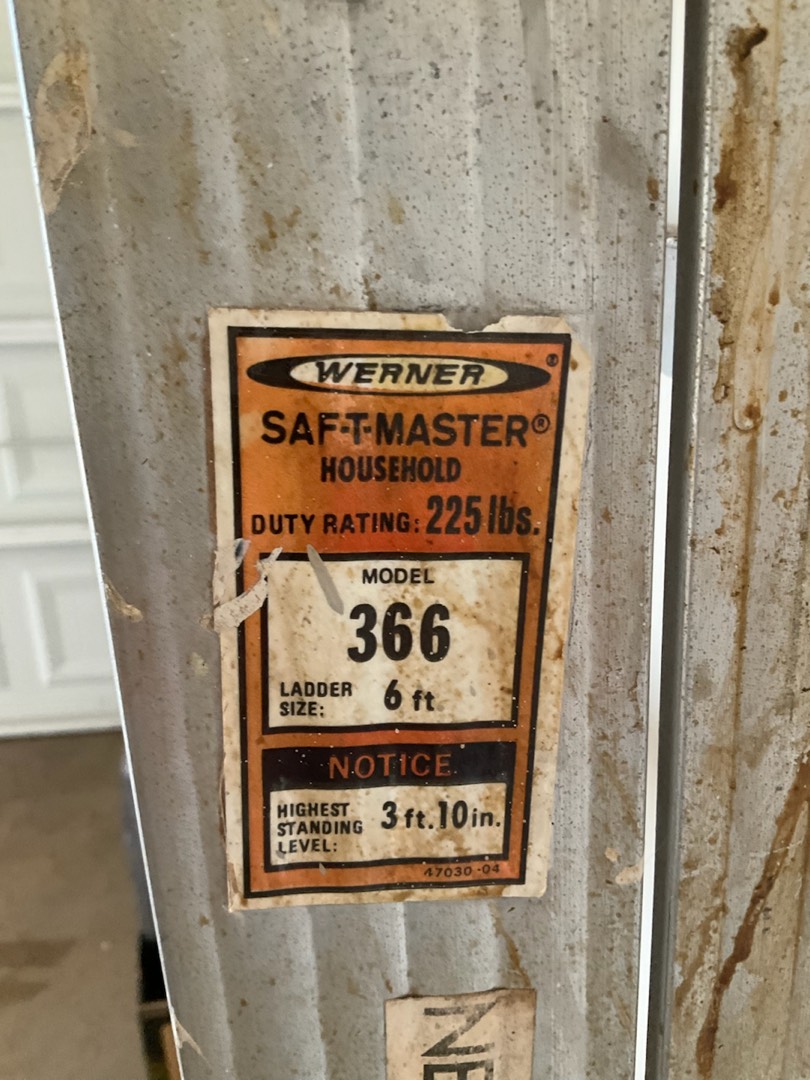 WERNER®
SAF-T-MASTER®
HOUSEHOLD
DUTY RATING: 225 lbs.
MODEL
366
LADDER SIZE: 6 ft
NOTICE
HIGHEST STANDING LEVEL: 3 ft. 10 in.
47030-04
NE